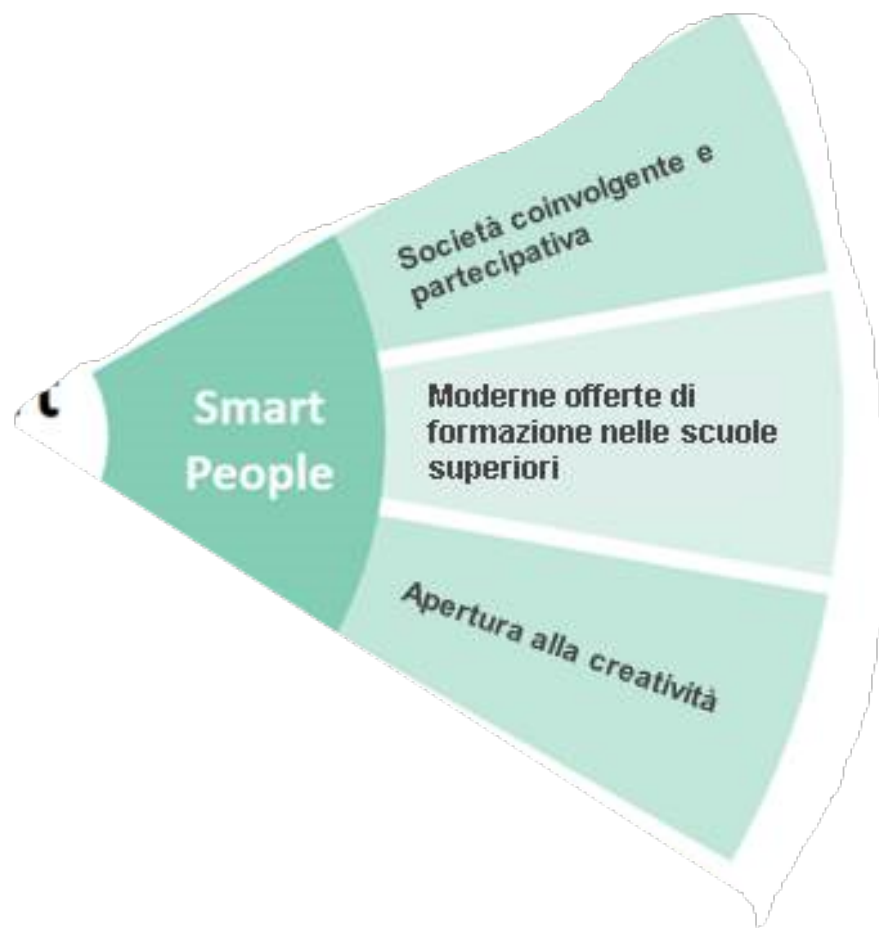 Società coinvolgente e
partecipativa
Smart
People
Moderne offerte di
formazione nelle scuole
superiori
Apertura alla creatività